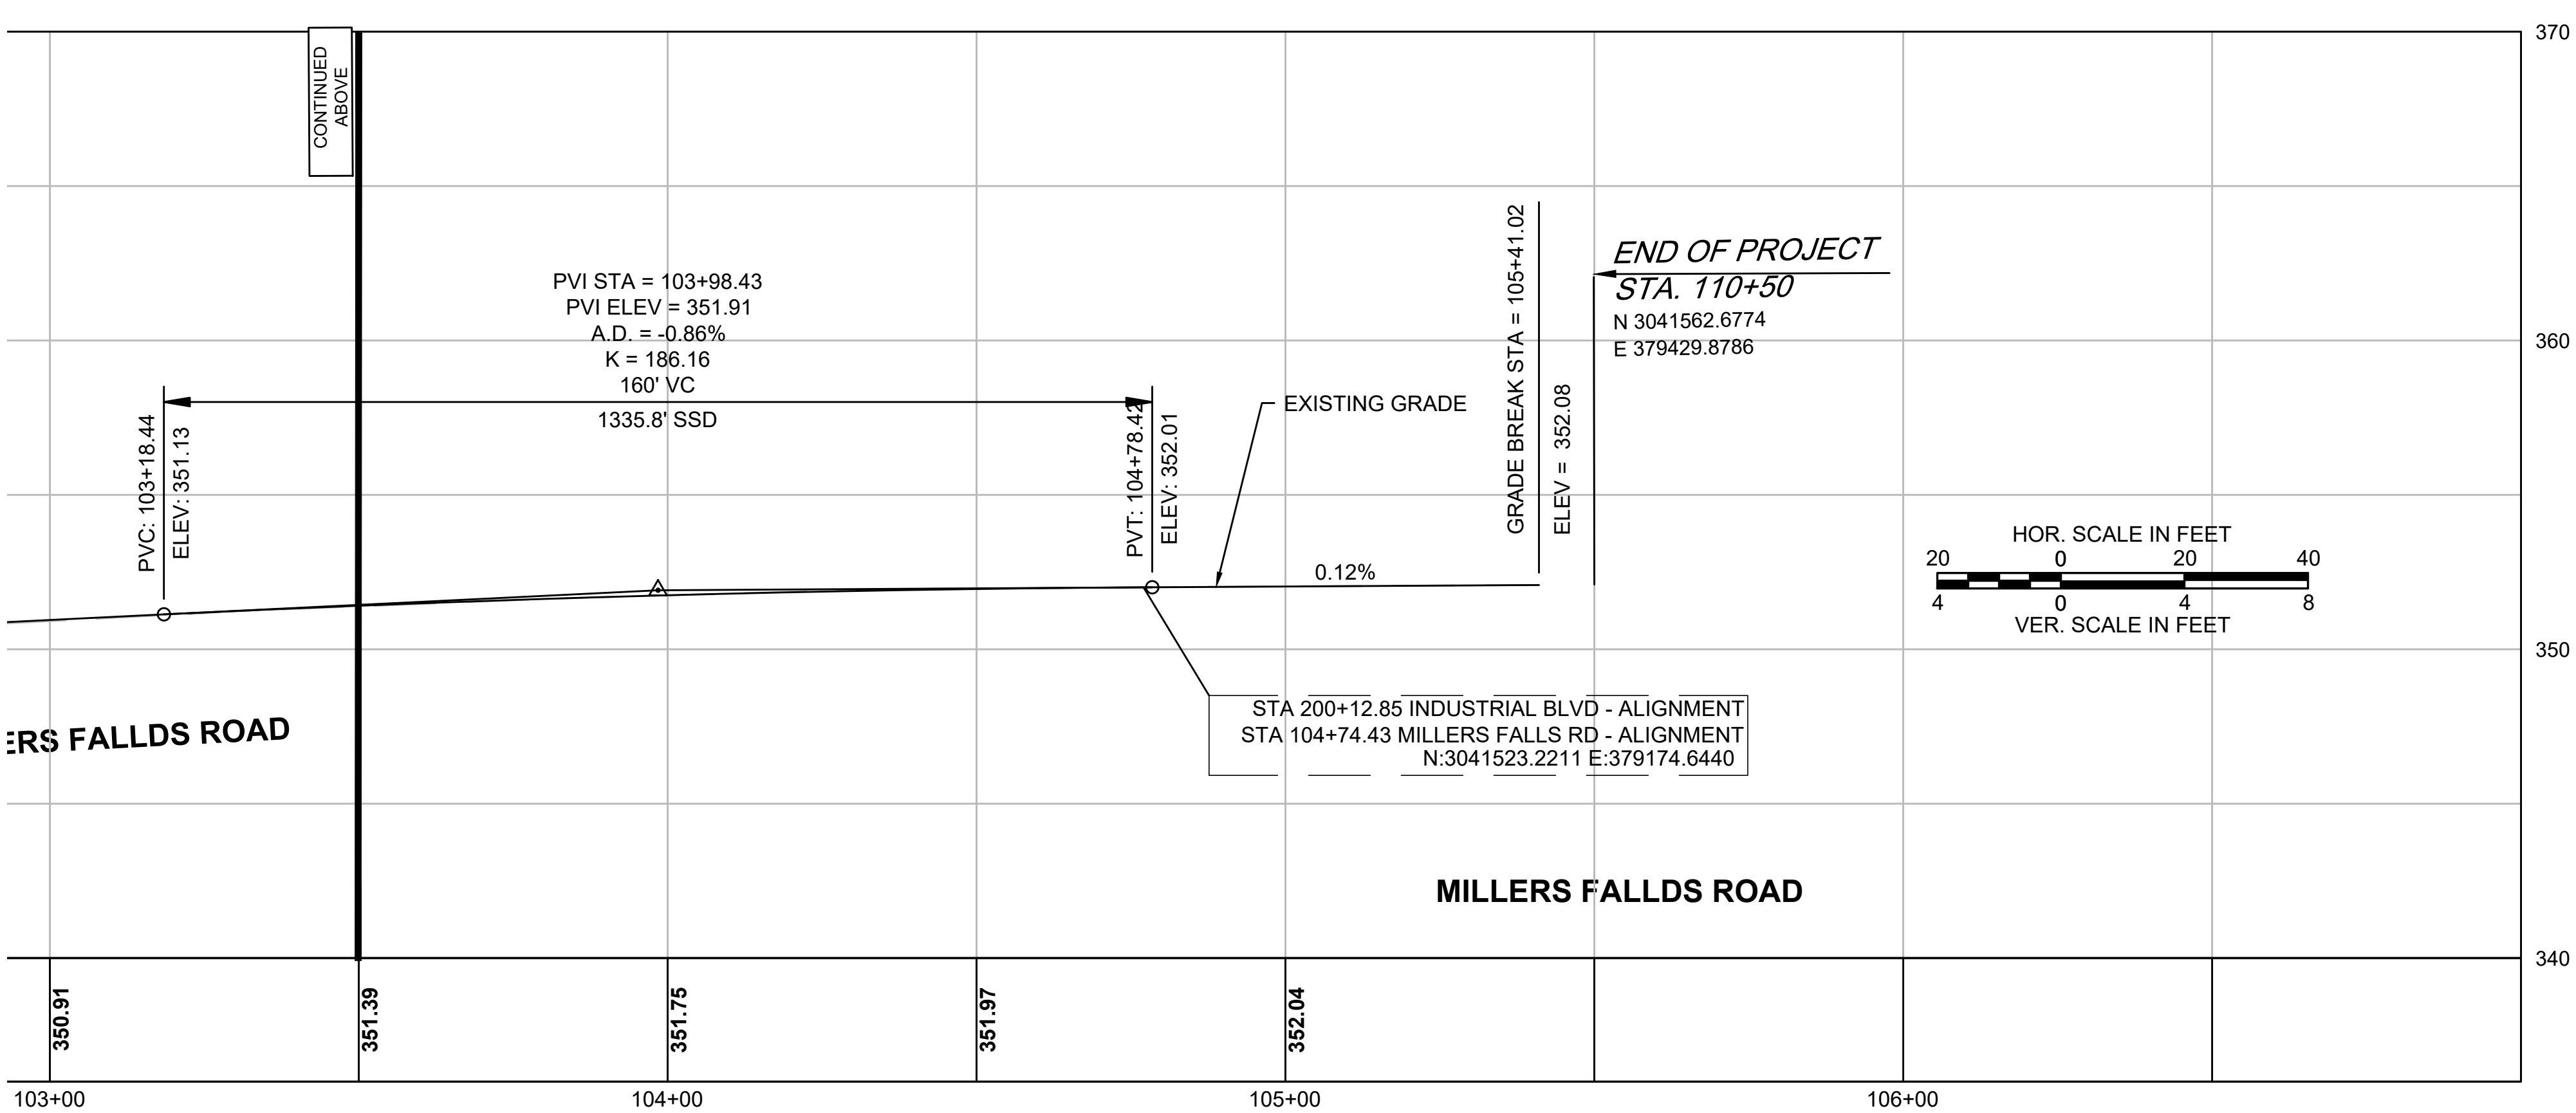 370
CONTINUED
ABOVE
PVI STA = 103+98.43
PVI ELEV = 351.91
A.D. = -0.86%
K = 186.16
160' VC
1335.8' SSD
PVC: 103+18.44
ELEV: 351.13
PVT: 104+78.42
ELEV: 352.01
EXISTING GRADE
GRADE BREAK STA = 105+41.02
ELEV = 352.08
END OF PROJECT
STA. 110+50
N 3041562.6774
E 379429.8786
360
0.12%
HOR. SCALE IN FEET
20 0 20 40
4 0 4 8
VER. SCALE IN FEET
350
STA 200+12.85 INDUSTRIAL BLVD - ALIGNMENT
STA 104+74.43 MILLERS FALLS RD - ALIGNMENT
N:3041523.2211 E:379174.6440
ERS FALLDS ROAD
MILLERS FALLDS ROAD
340
350.91
351.39
351.75
351.97
352.04
103+00 104+00 105+00 106+00